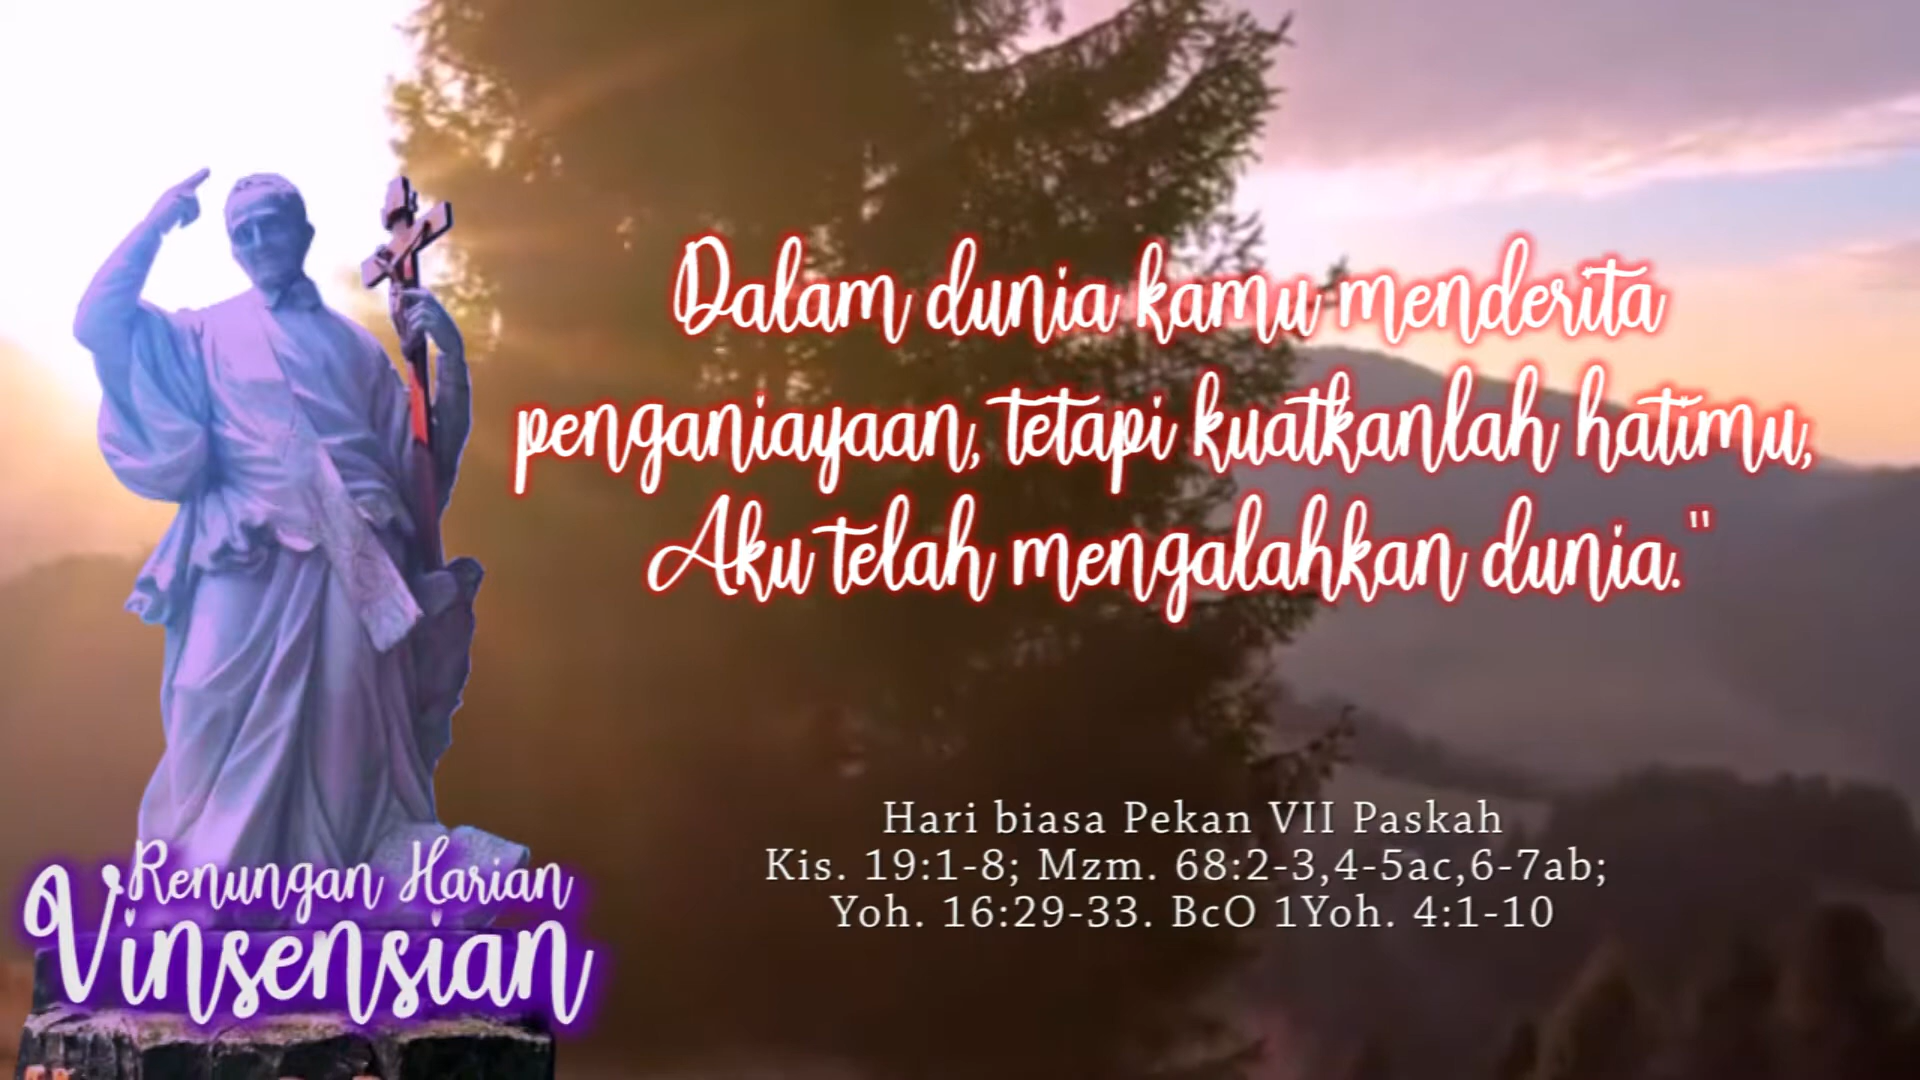 Dalam dunia kamu menderita
penganiayaan, tetapi kuatkanlah hatimu,
Aku telah mengalahkan dunia."
Hari biasa Pekan VII Paskah
Kis. 19:1-8; Mzm. 68:2-3,4-5ac,6-7ab;
Yoh. 16:29-33. BcO 1Yoh. 4:1-10
Renungan Harian
Vinsensian